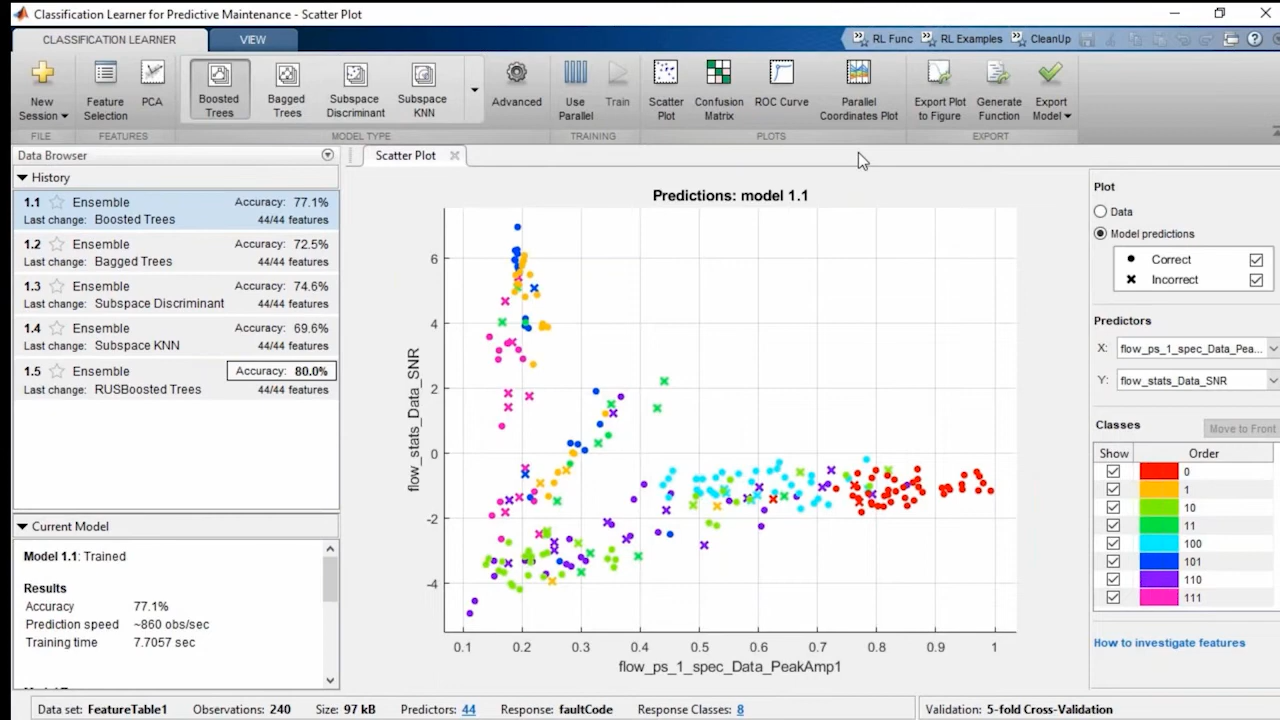 Classification Learner for Predictive Maintenance - Scatter Plot
CLASSIFICATION LEARNER
VIEW
RL Func
RL Examples
CleanUp
New Session
Feature Selection
PCA
Boosted Trees
Bagged Trees
Subspace Discriminant
Subspace KNN
Advanced
Use Parallel
Train
Scatter Plot
Confusion Matrix
ROC Curve
Parallel Coordinates Plot
Export Plot to Figure
Generate Function
Export Model
FILE
FEATURES
MODEL TYPE
TRAINING
PLOTS
EXPORT
Data Browser
History
1.1 Ensemble Accuracy: 77.1%
Last change: Boosted Trees 44/44 features
1.2 Ensemble Accuracy: 72.5%
Last change: Bagged Trees 44/44 features
1.3 Ensemble Accuracy: 74.6%
Last change: Subspace Discriminant 44/44 features
1.4 Ensemble Accuracy: 69.6%
Last change: Subspace KNN 44/44 features
1.5 Ensemble Accuracy: 80.0%
Last change: RUSBoosted Trees 44/44 features
Current Model
Model 1.1: Trained
Results
Accuracy 77.1%
Prediction speed ~860 obs/sec
Training time 7.7057 sec
Scatter Plot
Predictions: model 1.1
flow_stats_Data_SNR
6
4
2
0
-2
-4
0.1 0.2 0.3 0.4 0.5 0.6 0.7 0.8 0.9 1
flow_ps_1_spec_Data_PeakAmp1
Plot
Data
Model predictions
Correct
Incorrect
Predictors
X: flow_ps_1_spec_Data_Pea...
Y: flow_stats_Data_SNR
Classes
Move to Front
Show Order
0
1
10
11
100
101
110
111
How to investigate features
Data set: FeatureTable1 Observations: 240 Size: 97 kB Predictors: 44 Response: faultCode Response Classes: 8
Validation: 5-fold Cross-Validation